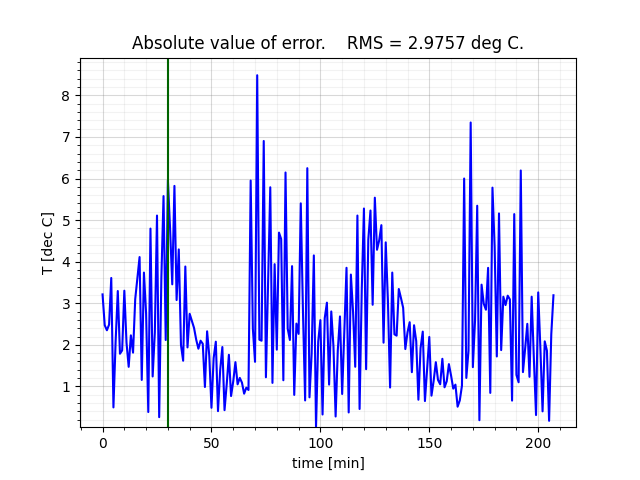 Absolute value of error. RMS = 2.9757 deg C.
8
7
6
5
4
3
2
1
T [dec C]
0 50 100 150 200
time [min]